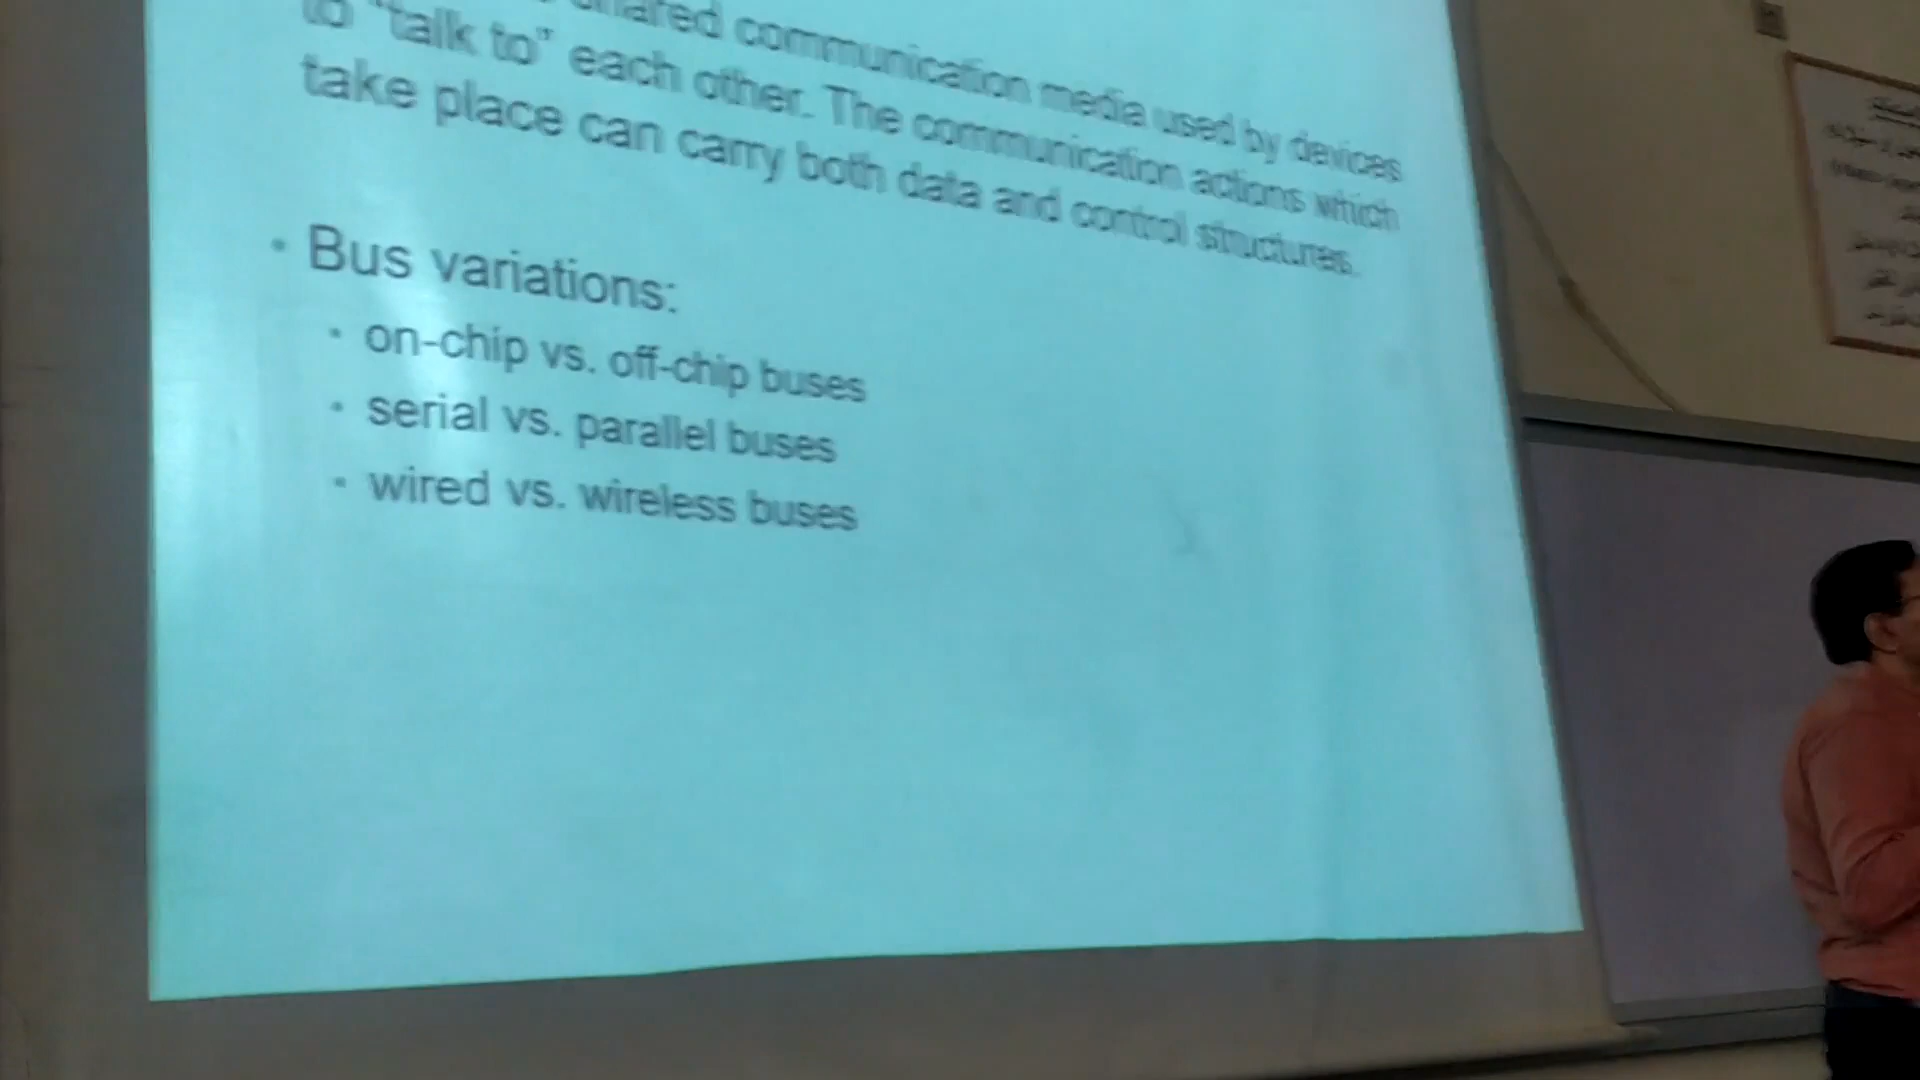 shared communication media used by devices
to "talk to" each other. The communication actions which
take place can carry both data and control structures.
• Bus variations:
• on-chip vs. off-chip buses
• serial vs. parallel buses
• wired vs. wireless buses